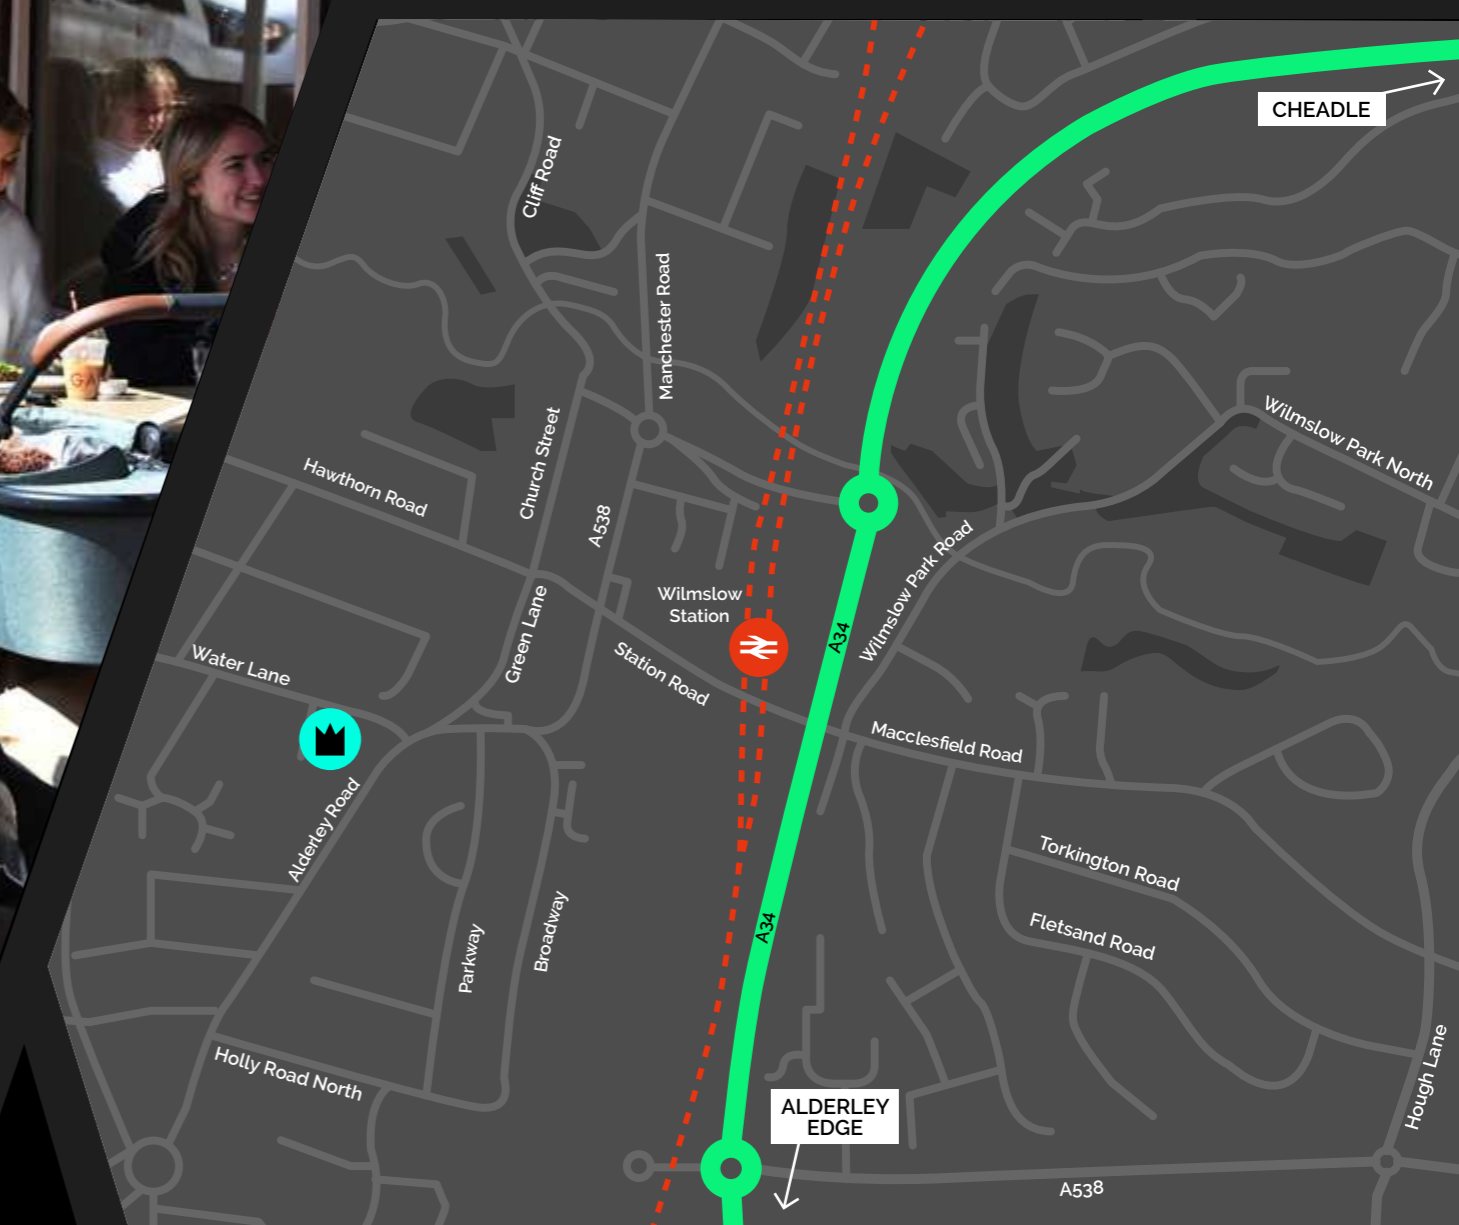 CHEADLE
Cliff Road
Manchester Road
Wilmslow Park North
Church Street
Hawthorn Road
A538
Wilmslow Park Road
Wilmslow
Station
A34
Green Lane
Station Road
Water Lane
Macclesfield Road
Alderley Road
Torkington Road
Fletsand Road
A34
Broadway
Parkway
Holly Road North
Hough Lane
ALDERLEY
EDGE
A538